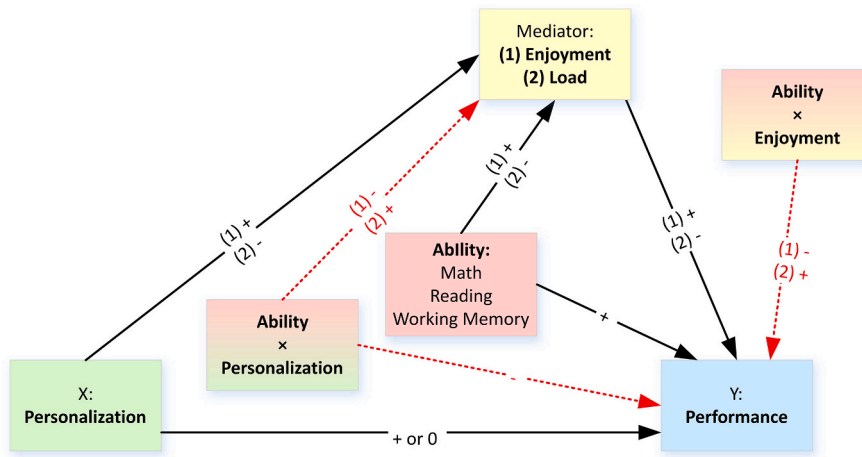 Mediator:
(1) Enjoyment
(2) Load
Ability
×
Enjoyment
(1) +
(2) -
(1) -
(2) +
(1) +
(2) -
(1) +
(2) -
(1) -
(2) +
AbIlity:
Math
Reading
Working Memory
+
Ability
×
Personalization
-
X:
Personalization
Y:
Performance
+ or 0